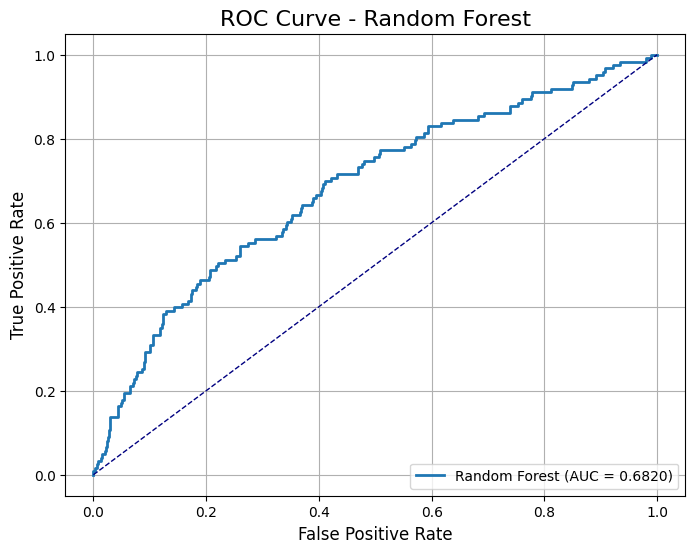 ROC Curve - Random Forest
True Positive Rate
1.0
0.8
0.6
0.4
0.2
0.0
Random Forest (AUC = 0.6820)
0.0 0.2 0.4 0.6 0.8 1.0
False Positive Rate